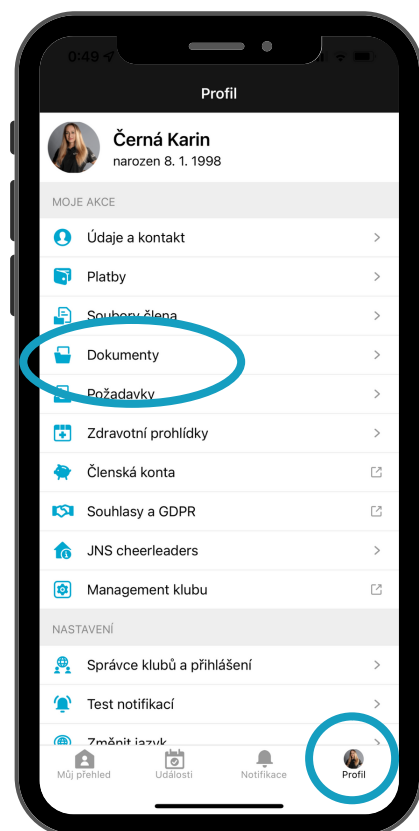 0:49
Profil
Černá Karin
narozen 8. 1. 1998
MOJE AKCE
Údaje a kontakt
Platby
Soubory člena
Dokumenty
Požadavky
Zdravotní prohlídky
Členská konta
Souhlasy a GDPR
JNS cheerleaders
Management klubu
NASTAVENÍ
Správce klubů a přihlášení
Test notifikací
Změnit jazyk
Můj přehled
Události
Notifikace
Profil